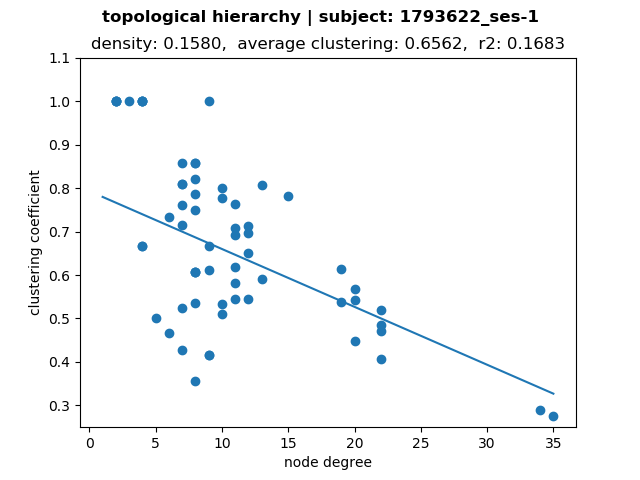 topological hierarchy | subject: 1793622_ses-1
density: 0.1580,  average clustering: 0.6562,  r2: 0.1683
1.1
1.0
0.9
0.8
0.7
0.6
0.5
0.4
0.3
clustering coefficient
0 5 10 15 20 25 30 35
node degree